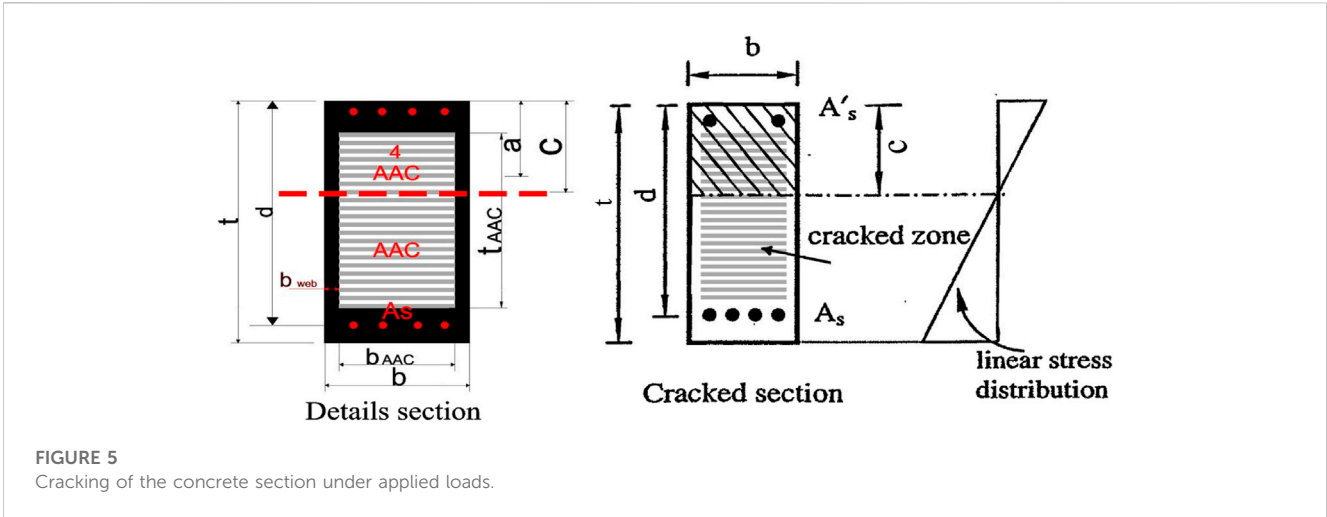 t
d
4
AAC
AAC
b web
As
a
C
tAAC
b AAC
b
Details section
b
t
d
A's
c
cracked zone
As
Cracked section
linear stress
distribution
FIGURE 5
Cracking of the concrete section under applied loads.